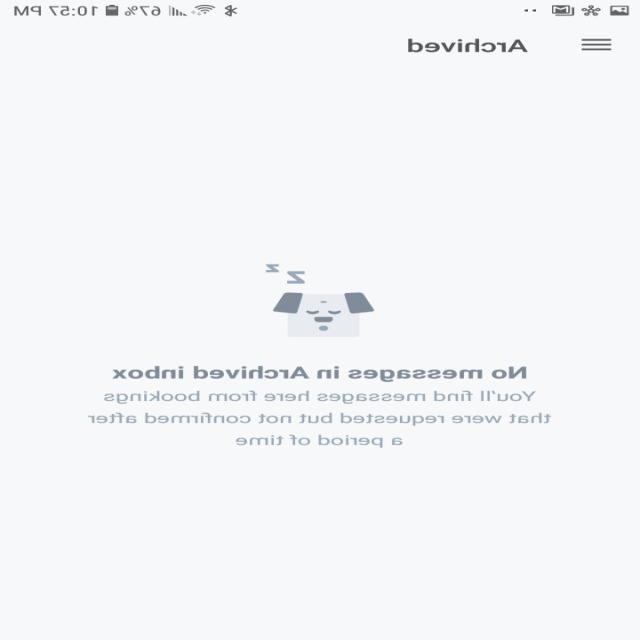 67% 10:57 PM
Archived
z
z
No messages in Archived inbox
You'll find messages here from bookings
that were requested but not confirmed after
a period of time